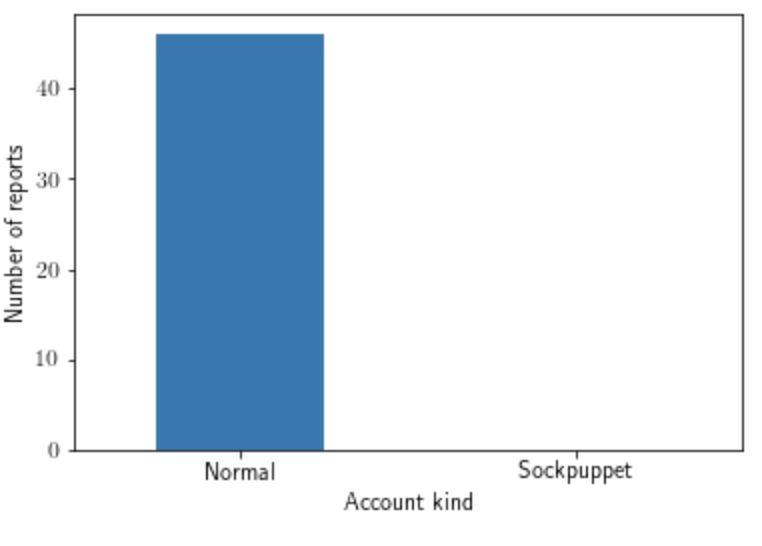 Number of reports
40
30
20
10
0
Normal
Sockpuppet
Account kind